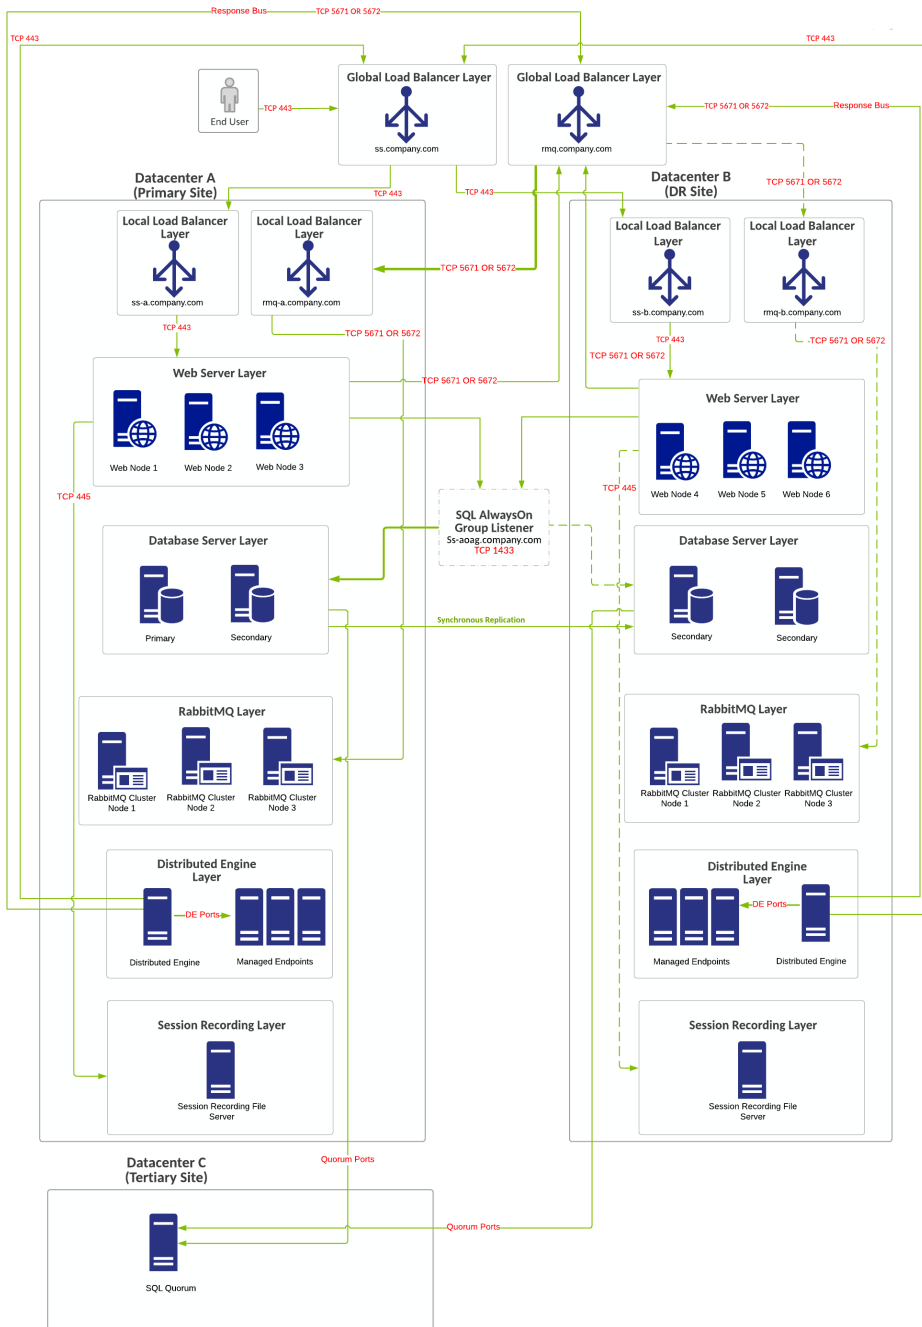 Response Bus
TCP 5671 OR 5672
TCP 443
TCP 443
Global Load Balancer Layer
ss.company.com
Global Load Balancer Layer
rmq.company.com
End User
TCP 443
TCP 5671 OR 5672
Response Bus
Datacenter A
(Primary Site)
TCP 443
TCP 443
Datacenter B
(DR Site)
TCP 5671 OR 5672
Local Load Balancer
Layer
ss-a.company.com
Local Load Balancer
Layer
rmq-a.company.com
TCP 5671 OR 5672
Local Load Balancer
Layer
ss-b.company.com
Local Load Balancer
Layer
rmq-b.company.com
TCP 443
TCP 5671 OR 5672
TCP 443
TCP 5671 OR 5672
TCP 5671 OR 5672
Web Server Layer
Web Node 1
Web Node 2
Web Node 3
TCP 5671 OR 5672
Web Server Layer
Web Node 4
Web Node 5
Web Node 6
TCP 445
TCP 445
SQL AlwaysOn
Group Listener
Ss-aoag.company.com
TCP 1433
Database Server Layer
Primary
Secondary
Database Server Layer
Secondary
Secondary
Synchronous Replication
RabbitMQ Layer
RabbitMQ Cluster
Node 1
RabbitMQ Cluster
Node 2
RabbitMQ Cluster
Node 3
RabbitMQ Layer
RabbitMQ Cluster
Node 1
RabbitMQ Cluster
Node 2
RabbitMQ Cluster
Node 3
Distributed Engine
Layer
DE Ports
Distributed Engine
Managed Endpoints
Distributed Engine
Layer
DE Ports
Managed Endpoints
Distributed Engine
Session Recording Layer
Session Recording File
Server
Session Recording Layer
Session Recording File
Server
Datacenter C
(Tertiary Site)
Quorum Ports
Quorum Ports
SQL Quorum